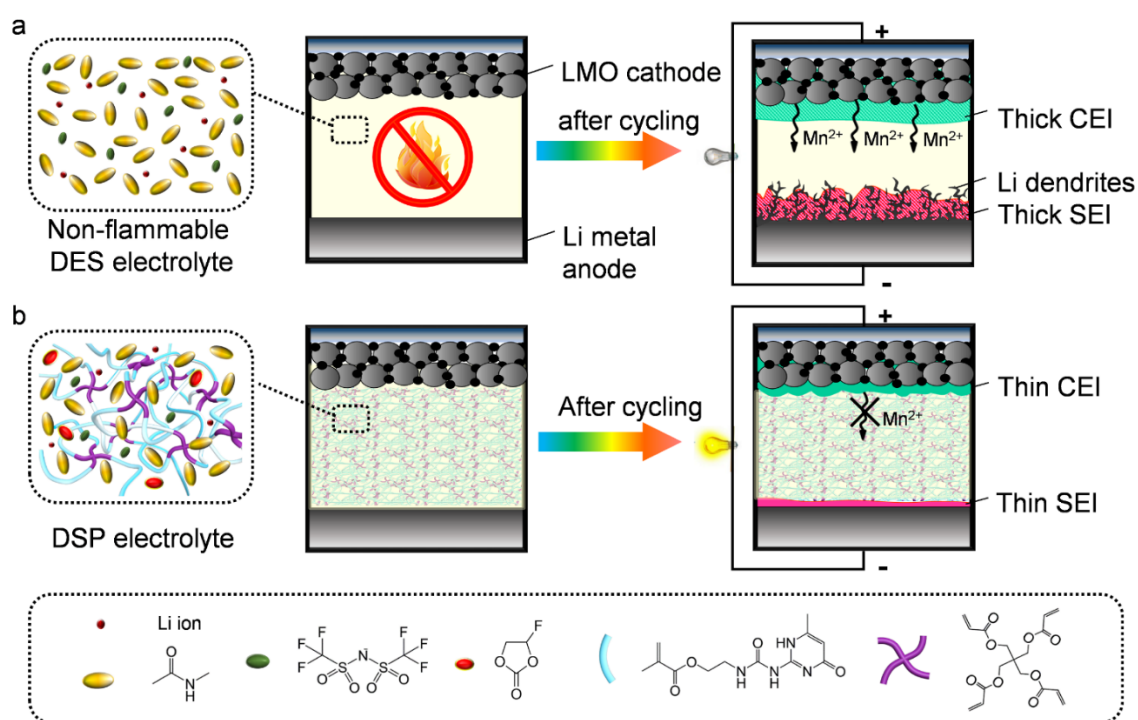 a
LMO cathode
after cycling
Li metal
anode
Non-flammable
DES electrolyte
+
Mn2+
Mn2+
Mn2+
Thick CEI
Li dendrites
Thick SEI
-
b
DSP electrolyte
After cycling
+
Mn2+
Thin CEI
Thin SEI
-
Li ion
O
N
H
F
F
F
S
O
O
N
S
O
O
F
F
F
F
O
O
O
O
O
O
N
H
N
H
HN
N
O
O
O
O
O
O
O
O
O